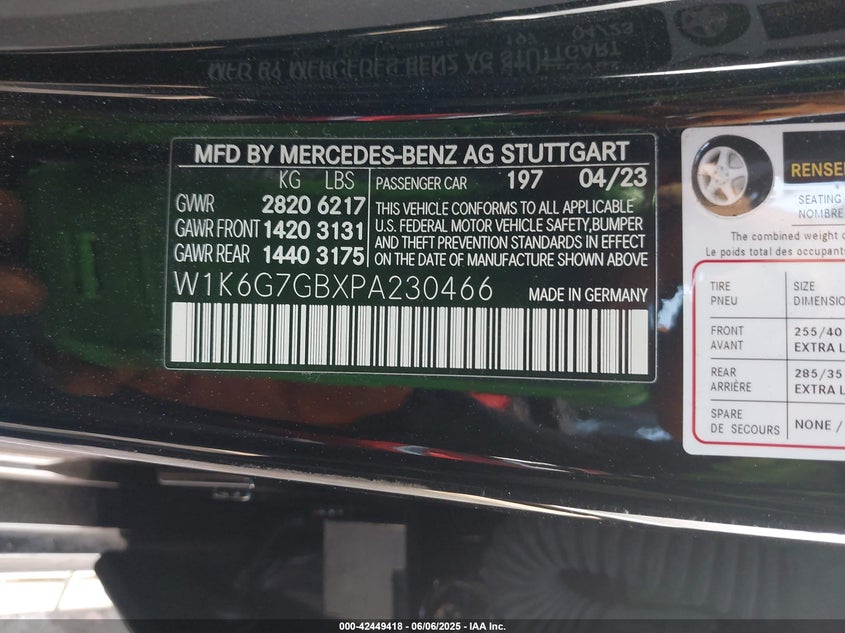 MFD BY MERCEDES-BENZ AG STUTTGART
KG LBS
GVWR 2820 6217
GAWR FRONT 1420 3131
GAWR REAR 1440 3175
PASSENGER CAR 197 04/23
THIS VEHICLE CONFORMS TO ALL APPLICABLE
U.S. FEDERAL MOTOR VEHICLE SAFETY,BUMPER
AND THEFT PREVENTION STANDARDS IN EFFECT
ON THE DATE OF MANUFACTURE SHOWN ABOVE.
W1K6G7GBXPA230466 MADE IN GERMANY
SEATING
NOMBRE
The combined weight
Le poids total des occupants
TIRE SIZE
PNEU
FRONT 255/40
AVANT EXTRA
REAR 285/35
ARRIÈRE EXTRA
SPARE
DE SECOURS NONE /
000-42449418 - 06/06/2025 - © IAA Inc.